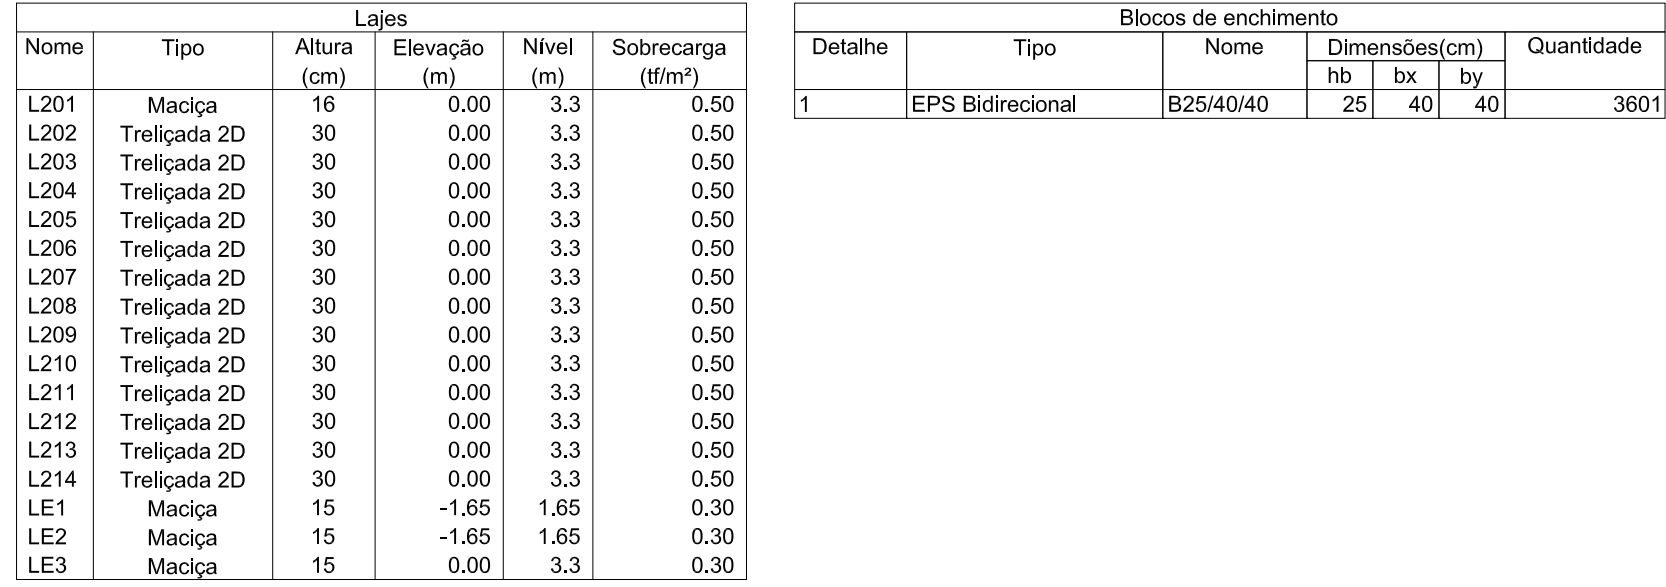 Lajes
Nome Tipo Altura Elevação Nível Sobrecarga
(cm) (m) (m) (tf/m²)
L201 Maciça 16 0.00 3.3 0.50
L202 Treliçada 2D 30 0.00 3.3 0.50
L203 Treliçada 2D 30 0.00 3.3 0.50
L204 Treliçada 2D 30 0.00 3.3 0.50
L205 Treliçada 2D 30 0.00 3.3 0.50
L206 Treliçada 2D 30 0.00 3.3 0.50
L207 Treliçada 2D 30 0.00 3.3 0.50
L208 Treliçada 2D 30 0.00 3.3 0.50
L209 Treliçada 2D 30 0.00 3.3 0.50
L210 Treliçada 2D 30 0.00 3.3 0.50
L211 Treliçada 2D 30 0.00 3.3 0.50
L212 Treliçada 2D 30 0.00 3.3 0.50
L213 Treliçada 2D 30 0.00 3.3 0.50
L214 Treliçada 2D 30 0.00 3.3 0.50
LE1 Maciça 15 -1.65 1.65 0.30
LE2 Maciça 15 -1.65 1.65 0.30
LE3 Maciça 15 0.00 3.3 0.30
Blocos de enchimento
Detalhe Tipo Nome Dimensões(cm) Quantidade
hb bx by
1 EPS Bidirecional B25/40/40 25 40 40 3601